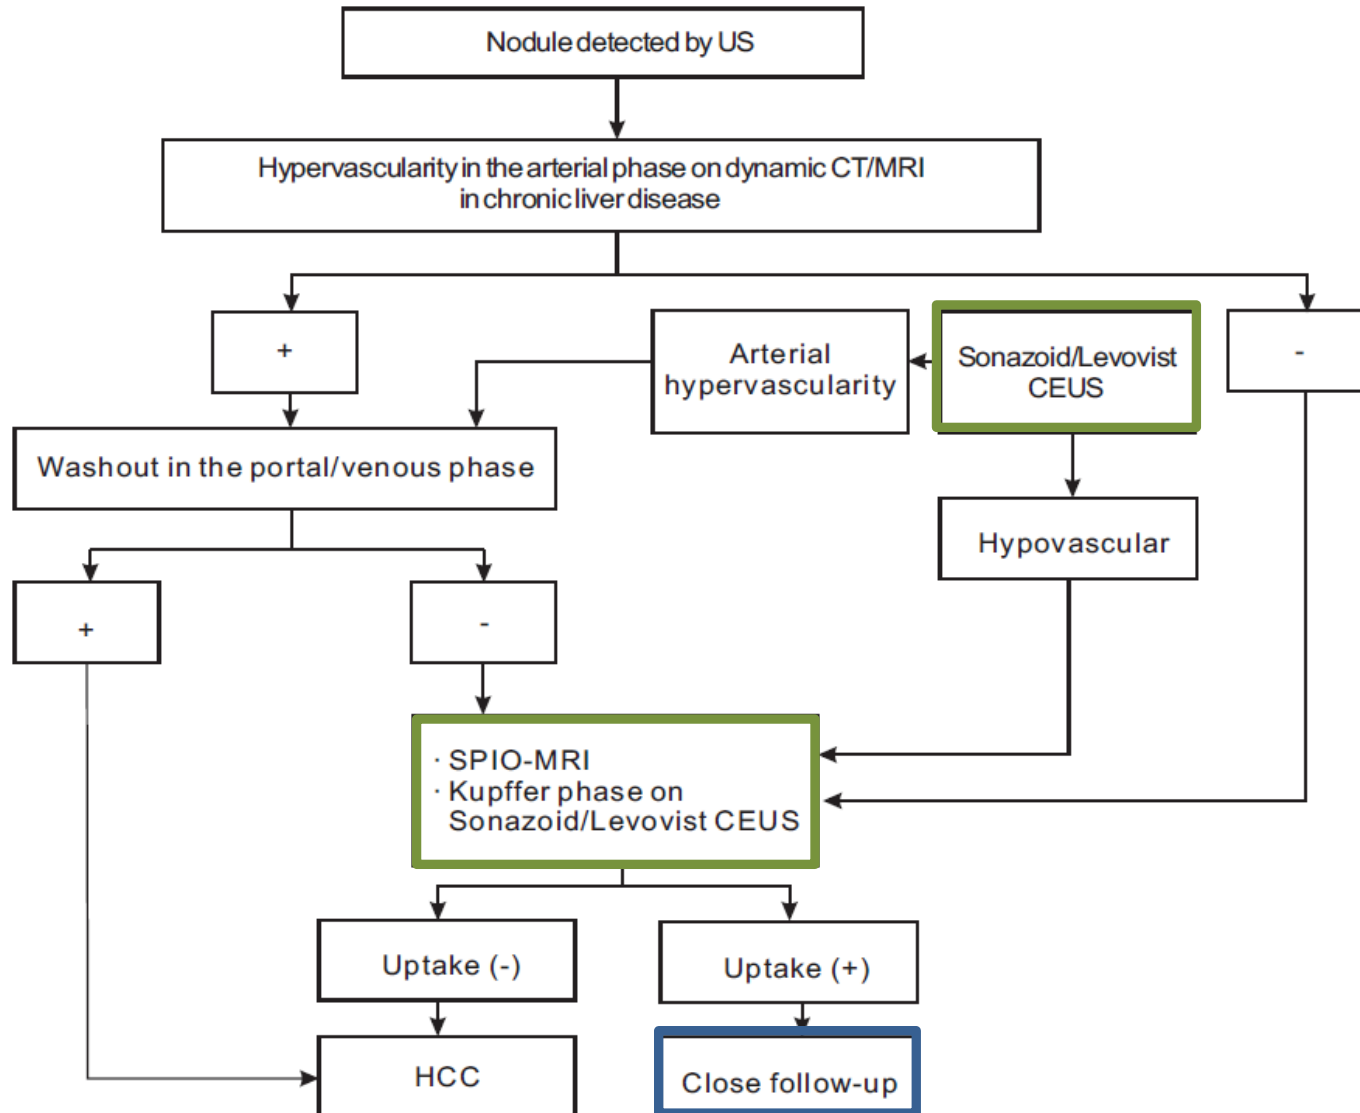 Nodule detected by US
Hypervascularity in the arterial phase on dynamic CT/MRI
in chronic liver disease
+
Arterial
hypervascularity
Sonazoid/Levovist
CEUS
-
Washout in the portal/venous phase
Hypovascular
+
-
· SPIO-MRI
· Kupffer phase on
Sonazoid/Levovist CEUS
Uptake (-)
Uptake (+)
HCC
Close follow-up